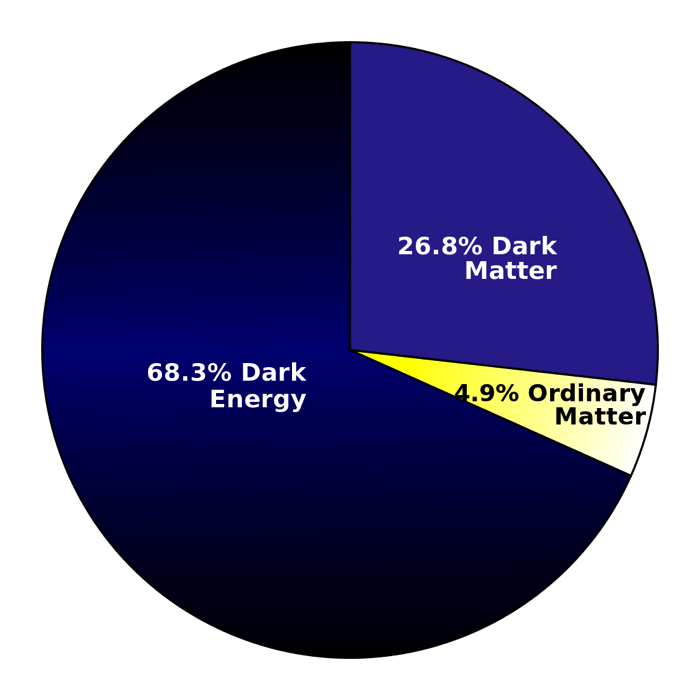 26.8% Dark
Matter
68.3% Dark
Energy
4.9% Ordinary
Matter